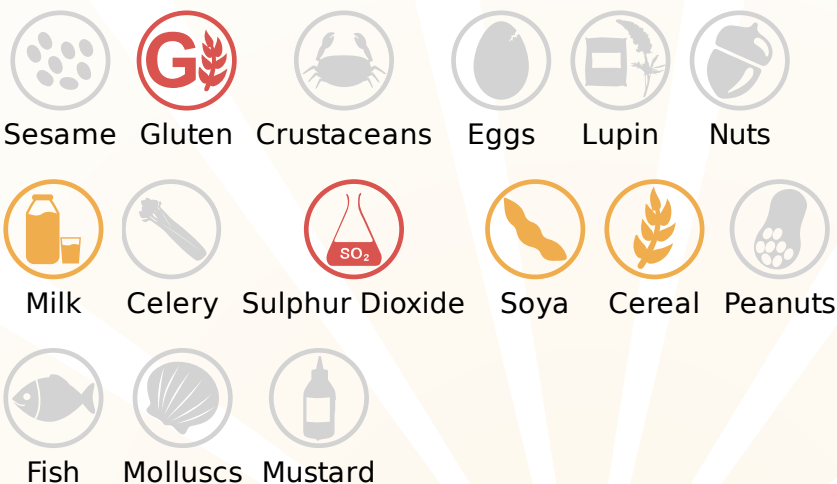 G
Sesame Gluten Crustaceans Eggs Lupin Nuts
SO₂
Milk Celery Sulphur Dioxide Soya Cereal Peanuts
Fish Molluscs Mustard